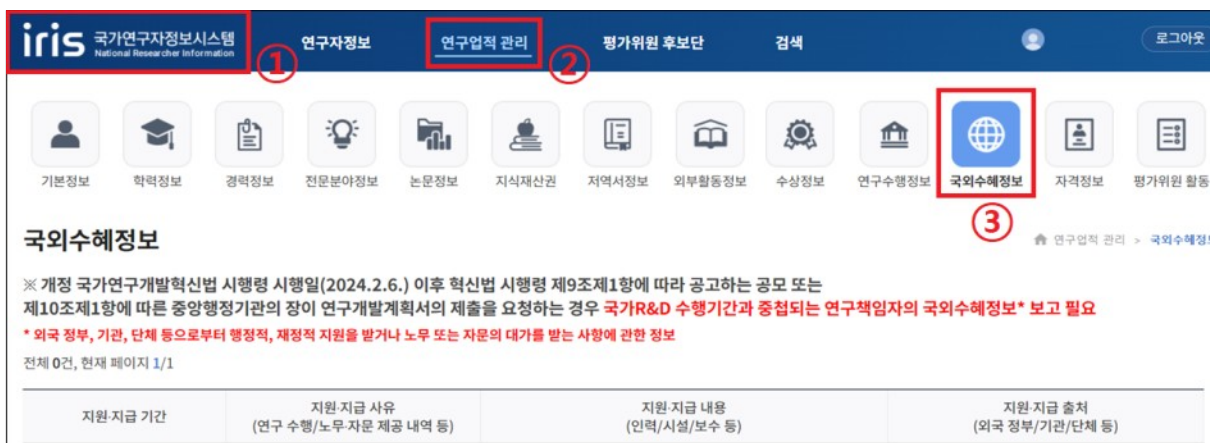 iris 국가연구자정보시스템
National Researcher Information
① 연구자정보 연구업적 관리 ② 평가위원 후보단 검색 로그아웃
기본정보 학력정보 경력정보 전문분야정보 논문정보 지식재산권 저역서정보 외부활동정보 수상정보 연구수행정보 국외수혜정보 자격정보 평가위원 활동
③
국외수혜정보
연구업적 관리 > 국외수혜정보
※ 개정 국가연구개발혁신법 시행령 시행일(2024.2.6.) 이후 혁신법 시행령 제9조제1항에 따라 공고하는 공모 또는
제10조제1항에 따른 중앙행정기관의 장이 연구개발계획서의 제출을 요청하는 경우 국가R&D 수행기간과 중첩되는 연구책임자의 국외수혜정보* 보고 필요
* 외국 정부, 기관, 단체 등으로부터 행정적, 재정적 지원을 받거나 노무 또는 자문의 대가를 받는 사항에 관한 정보
전체 0건, 현재 페이지 1/1
지원·지급 기간 지원·지급 사유 지원·지급 내용 지원·지급 출처
(연구 수행/노무·자문 제공 내역 등) (인력/시설/보수 등) (외국 정부/기관/단체 등)